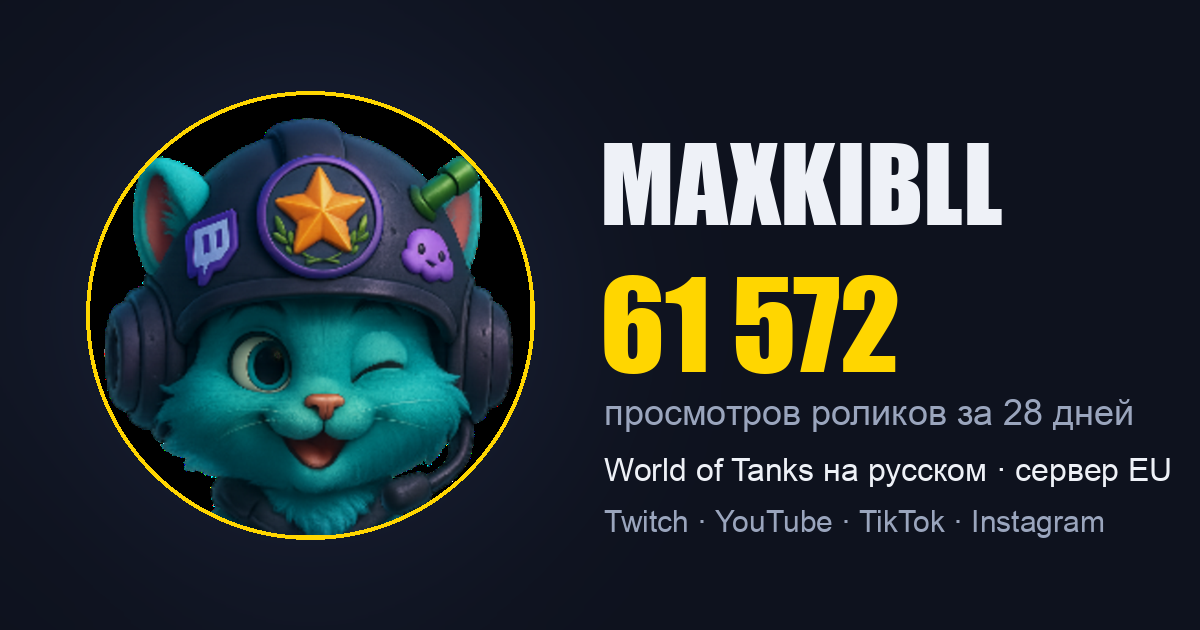 MAXKIBLL
61 572
просмотров роликов за 28 дней
World of Tanks на русском · сервер EU
Twitch · YouTube · TikTok · Instagram